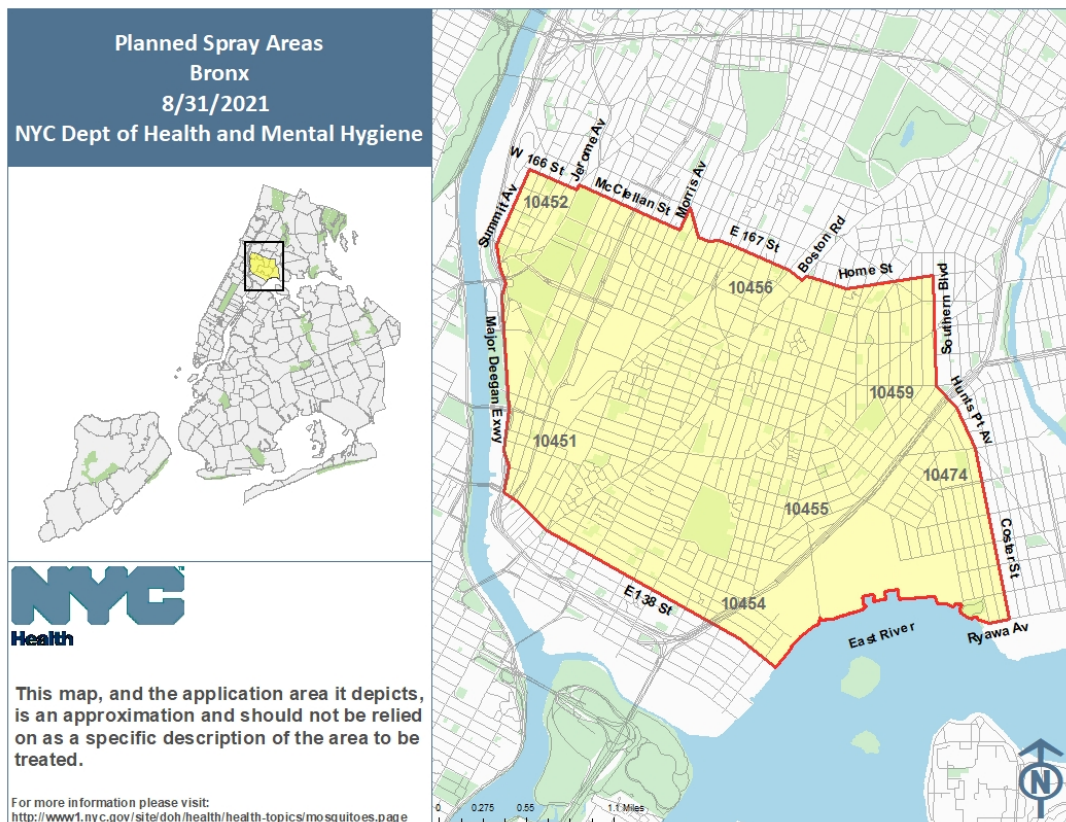 Planned Spray Areas
Bronx
8/31/2021
NYC Dept of Health and Mental Hygiene
NYC
Health
This map, and the application area it depicts,
is an approximation and should not be relied
on as a specific description of the area to be
treated.
For more information please visit:
http://www1.nyc.gov/site/doh/health/health-topics/mosquitoes.page
W 166 St
Jerome Av
McClellan St
Morris Av
Summit Av
10452
E 167 St
Boston Rd
Home St
10456
Southern Blvd
Major Deegan Exwy
10459
Hunts Pt Av
10451
10474
10455
Coster St
E 138 St
10454
East River
Ryawa Av
0 0.275 0.55 1.1 Miles
N